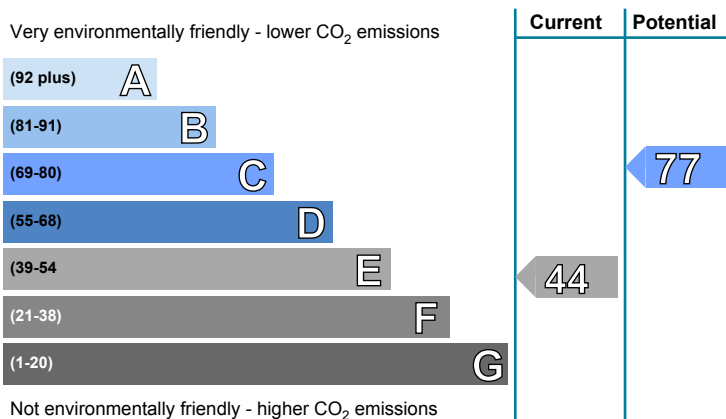 Current Potential
Very environmentally friendly - lower CO2 emissions
(92 plus) A
(81-91) B
(69-80) C
77
(55-68) D
(39-54 E
44
(21-38) F
(1-20) G
Not environmentally friendly - higher CO2 emissions